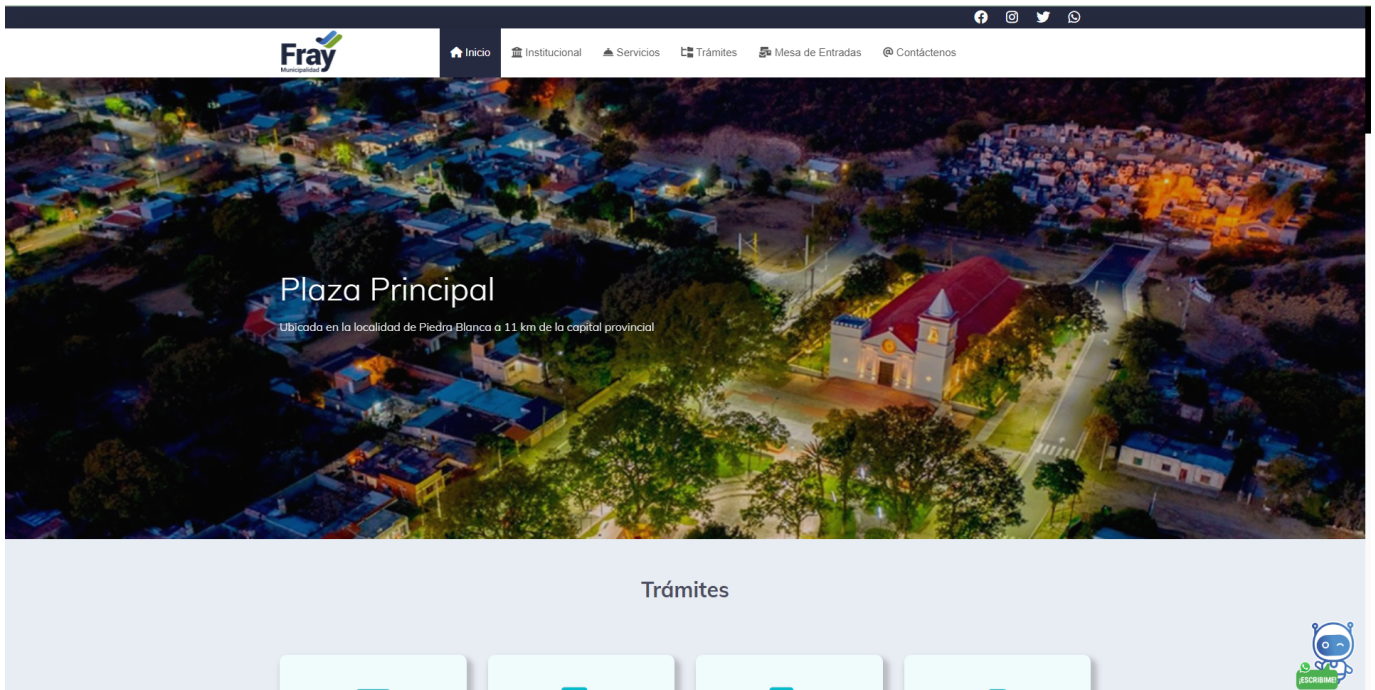 Fray
Municipalidad
Inicio
Institucional
Servicios
Trámites
Mesa de Entradas
Contáctenos
Plaza Principal
Ubicada en la localidad de Piedra Blanca a 11 km de la capital provincial
Trámites
¡ESCRIBIME!